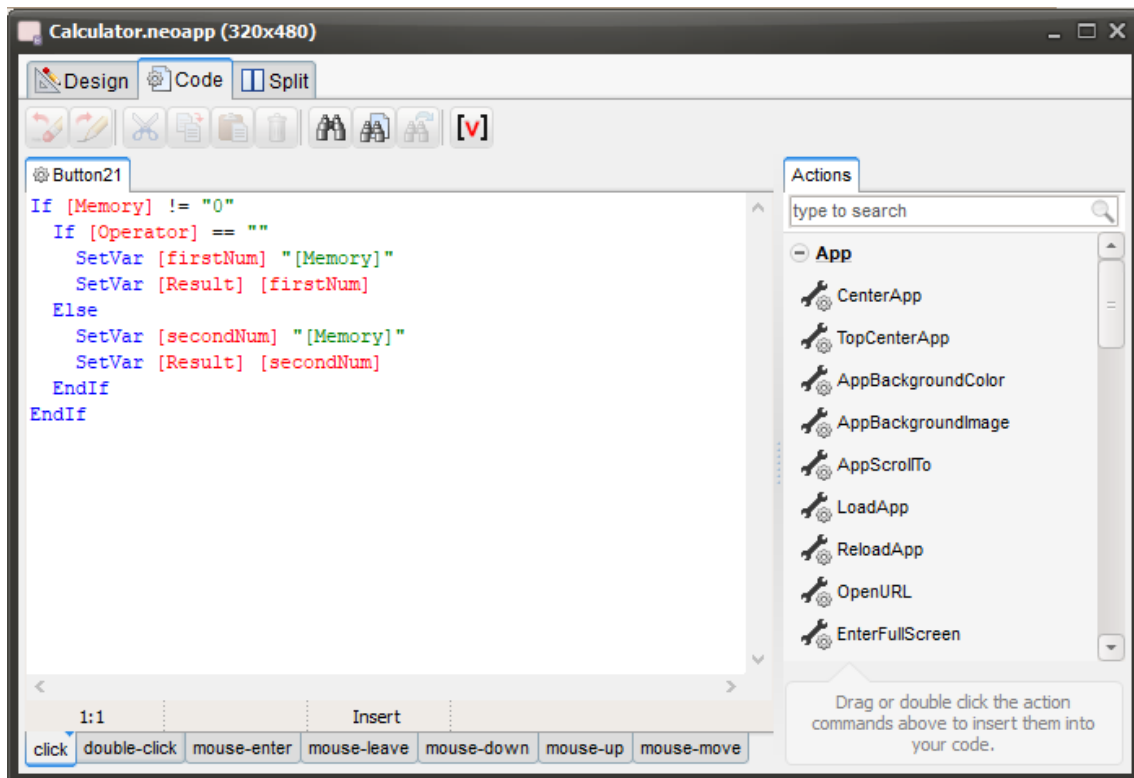 Calculator.neoapp (320x480)
Design Code Split
[v]
Button21
If [Memory] != "0"
  If [Operator] == ""
    SetVar [firstNum] "[Memory]"
    SetVar [Result] [firstNum]
  Else
    SetVar [secondNum] "[Memory]"
    SetVar [Result] [secondNum]
  EndIf
EndIf
1:1 Insert
click double-click mouse-enter mouse-leave mouse-down mouse-up mouse-move
Actions
type to search
App
CenterApp
TopCenterApp
AppBackgroundColor
AppBackgroundImage
AppScrollTo
LoadApp
ReloadApp
OpenURL
EnterFullScreen
Drag or double click the action
commands above to insert them into
your code.